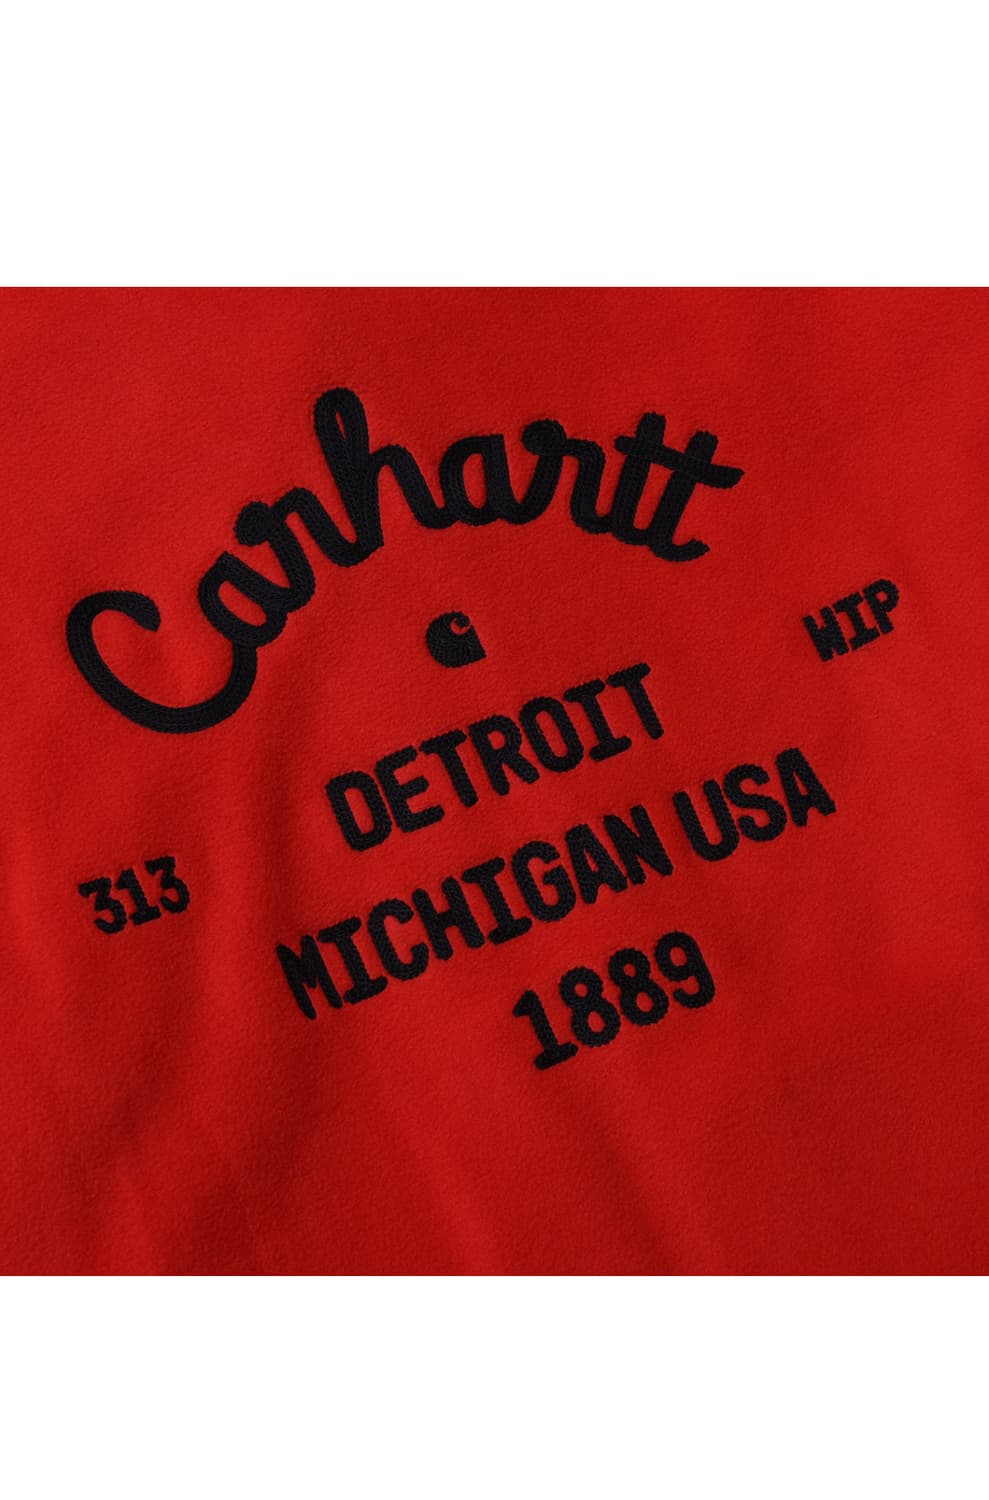 Carhartt
WIP
DETROIT
313
MICHIGAN USA
1889